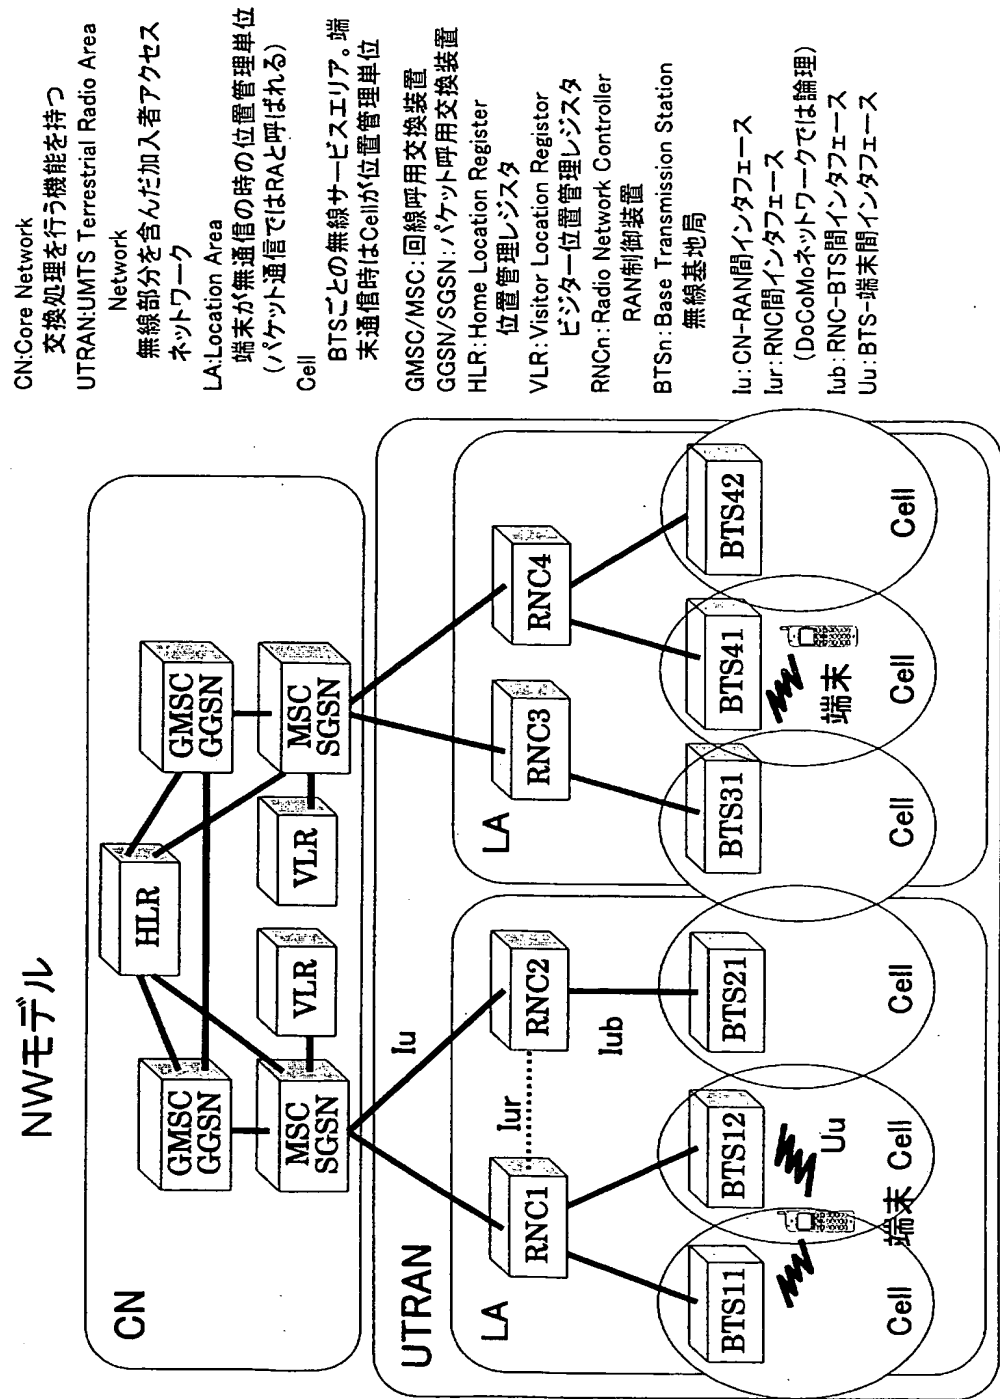 NWモデル
CN
HLR
GMSC
GGSN
GMSC
GGSN
MSC
SGSN
VLR
VLR
MSC
SGSN
Iu
UTRAN
LA
RNC1
Iur
RNC2
Iub
BTS11
BTS12
BTS21
Uu
端末
Cell
Cell
Cell
LA
RNC3
RNC4
BTS31
BTS41
BTS42
端末
Cell
Cell
Cell
CN:Core Network
交換処理を行う機能を持つ
UTRAN:UMTS Terrestrial Radio Area
Network
無線部分を含んだ加入者アクセス
ネットワーク
LA:Location Area
端末が無通信の時の位置管理単位
(パケット通信ではRAと呼ばれる)
Cell
BTSごとの無線サービスエリア。端
末通信時はCellが位置管理単位
GMSC/MSC:回線呼用交換装置
GGSN/SGSN:パケット呼用交換装置
HLR:Home Location Register
位置管理レジスタ
VLR:Visitor Location Registor
ビジター位置管理レジスタ
RNCn:Radio Network Controller
RAN制御装置
BTSn:Base Transmission Station
無線基地局
Iu:CN-RAN間インタフェース
Iur:RNC間インタフェース
(DoCoMoネットワークでは論理)
Iub:RNC-BTS間インタフェース
Uu:BTS-端末間インタフェース